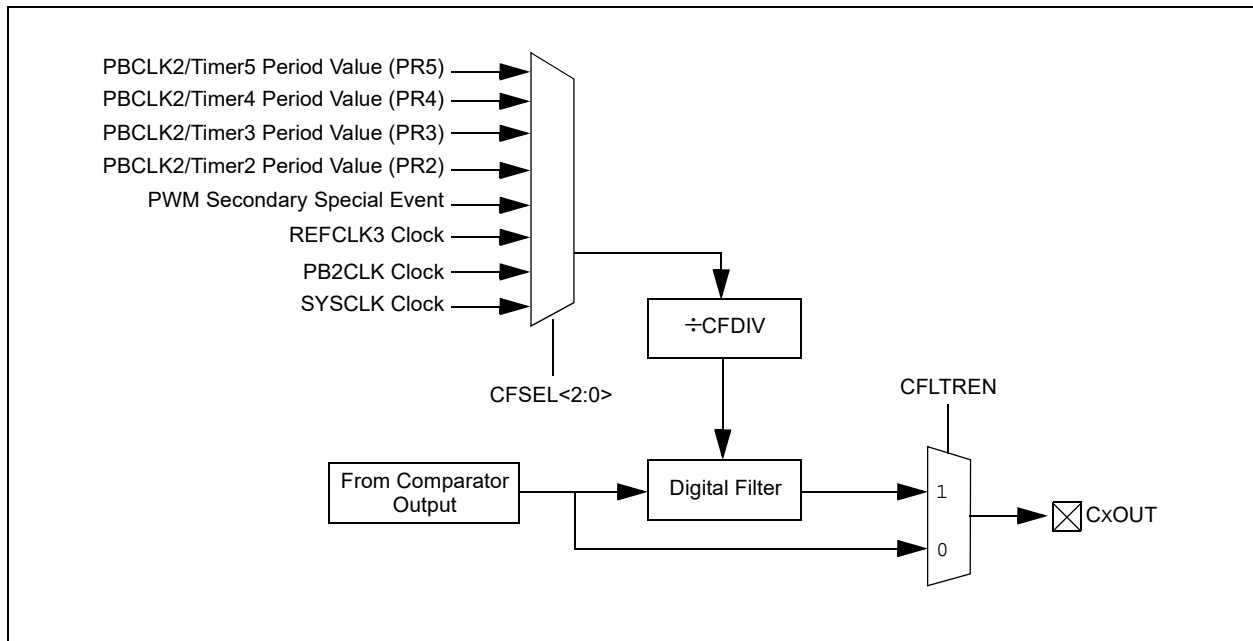 PBCLK2/Timer5 Period Value (PR5)
PBCLK2/Timer4 Period Value (PR4)
PBCLK2/Timer3 Period Value (PR3)
PBCLK2/Timer2 Period Value (PR2)
PWM Secondary Special Event
REFCLK3 Clock
PB2CLK Clock
SYSCLK Clock
÷CFDIV
CFSEL<2:0>
CFLTREN
From Comparator
Output
Digital Filter
1
0
CxOUT